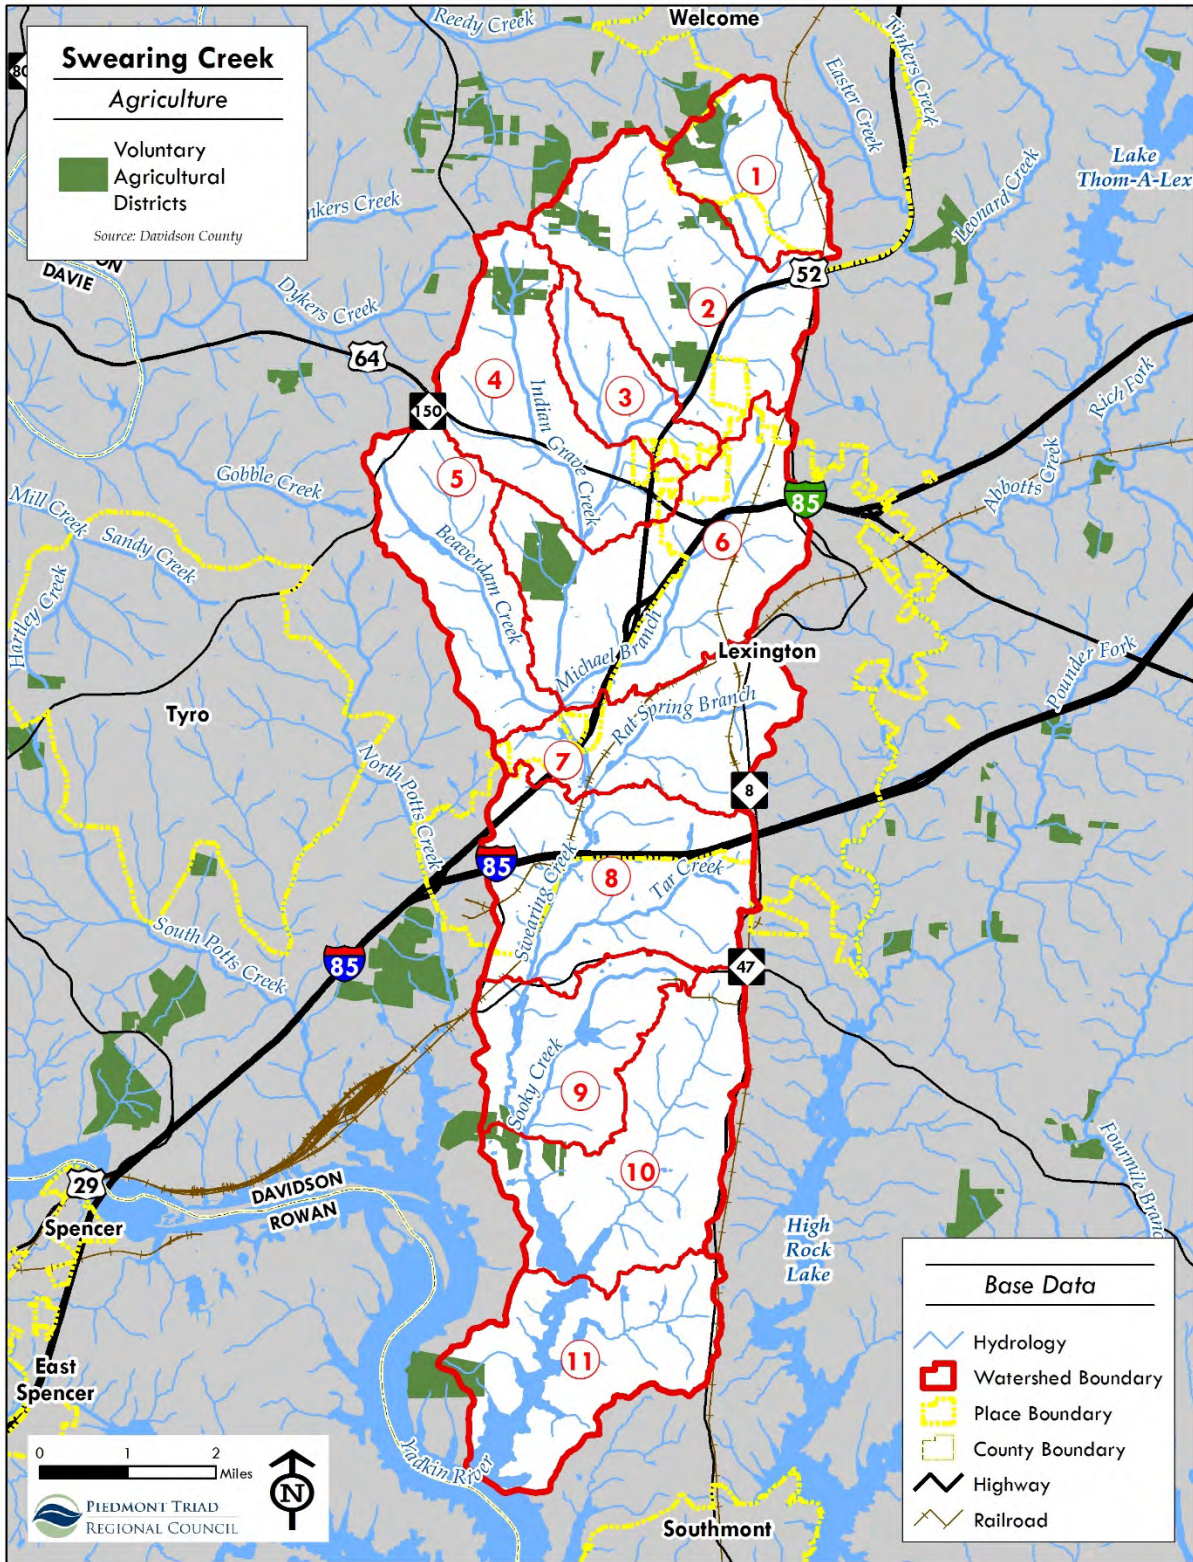 Welcome
Reedy Creek
Swearing Creek
Agriculture
Voluntary
Agricultural
Districts
Source: Davidson County
80
Tinkers Creek
Easter Creek
Lake
Thom-A-Lex
Leonard Creek
1
nkers Creek
ON
DAVIE
Dykers Creek
52
2
64
150
4
3
Indian Grave Creek
Rich Fork
Gobble Creek
5
Abbotts Creek
85
Mill Creek
Sandy Creek
6
Beaverdam Creek
Hartley Creek
Michael Branch
Lexington
Pounder Fork
Tyro
Rat Spring Branch
7
North Potts Creek
8
85
8
Tar Creek
Swearing Creek
South Potts Creek
85
47
Sooky Creek
9
Fourmile Branc
10
29
DAVIDSON
ROWAN
Spencer
High
Rock
Lake
Base Data
Hydrology
Watershed Boundary
Place Boundary
County Boundary
Highway
Railroad
11
East
Spencer
0 1 2
Miles
N
PIEDMONT TRIAD
REGIONAL COUNCIL
Yadkin River
Southmont